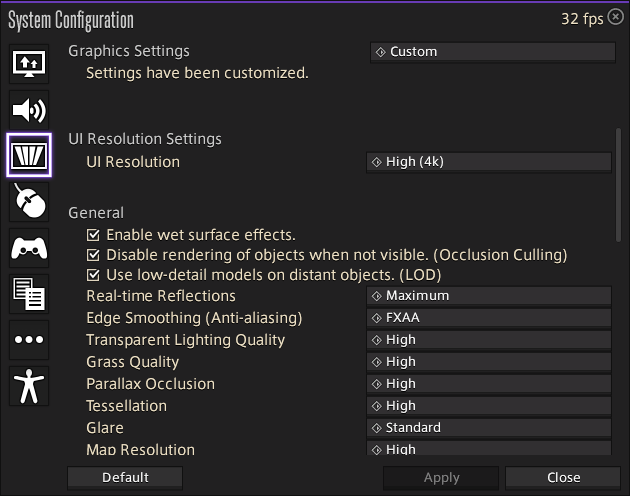 System Configuration
32 fps
Graphics Settings
Custom
Settings have been customized.
UI Resolution Settings
UI Resolution
High (4k)
General
Enable wet surface effects.
Disable rendering of objects when not visible. (Occlusion Culling)
Use low-detail models on distant objects. (LOD)
Real-time Reflections
Maximum
Edge Smoothing (Anti-aliasing)
FXAA
Transparent Lighting Quality
High
Grass Quality
High
Parallax Occlusion
High
Tessellation
High
Glare
Standard
Map Resolution
High
Default
Apply
Close